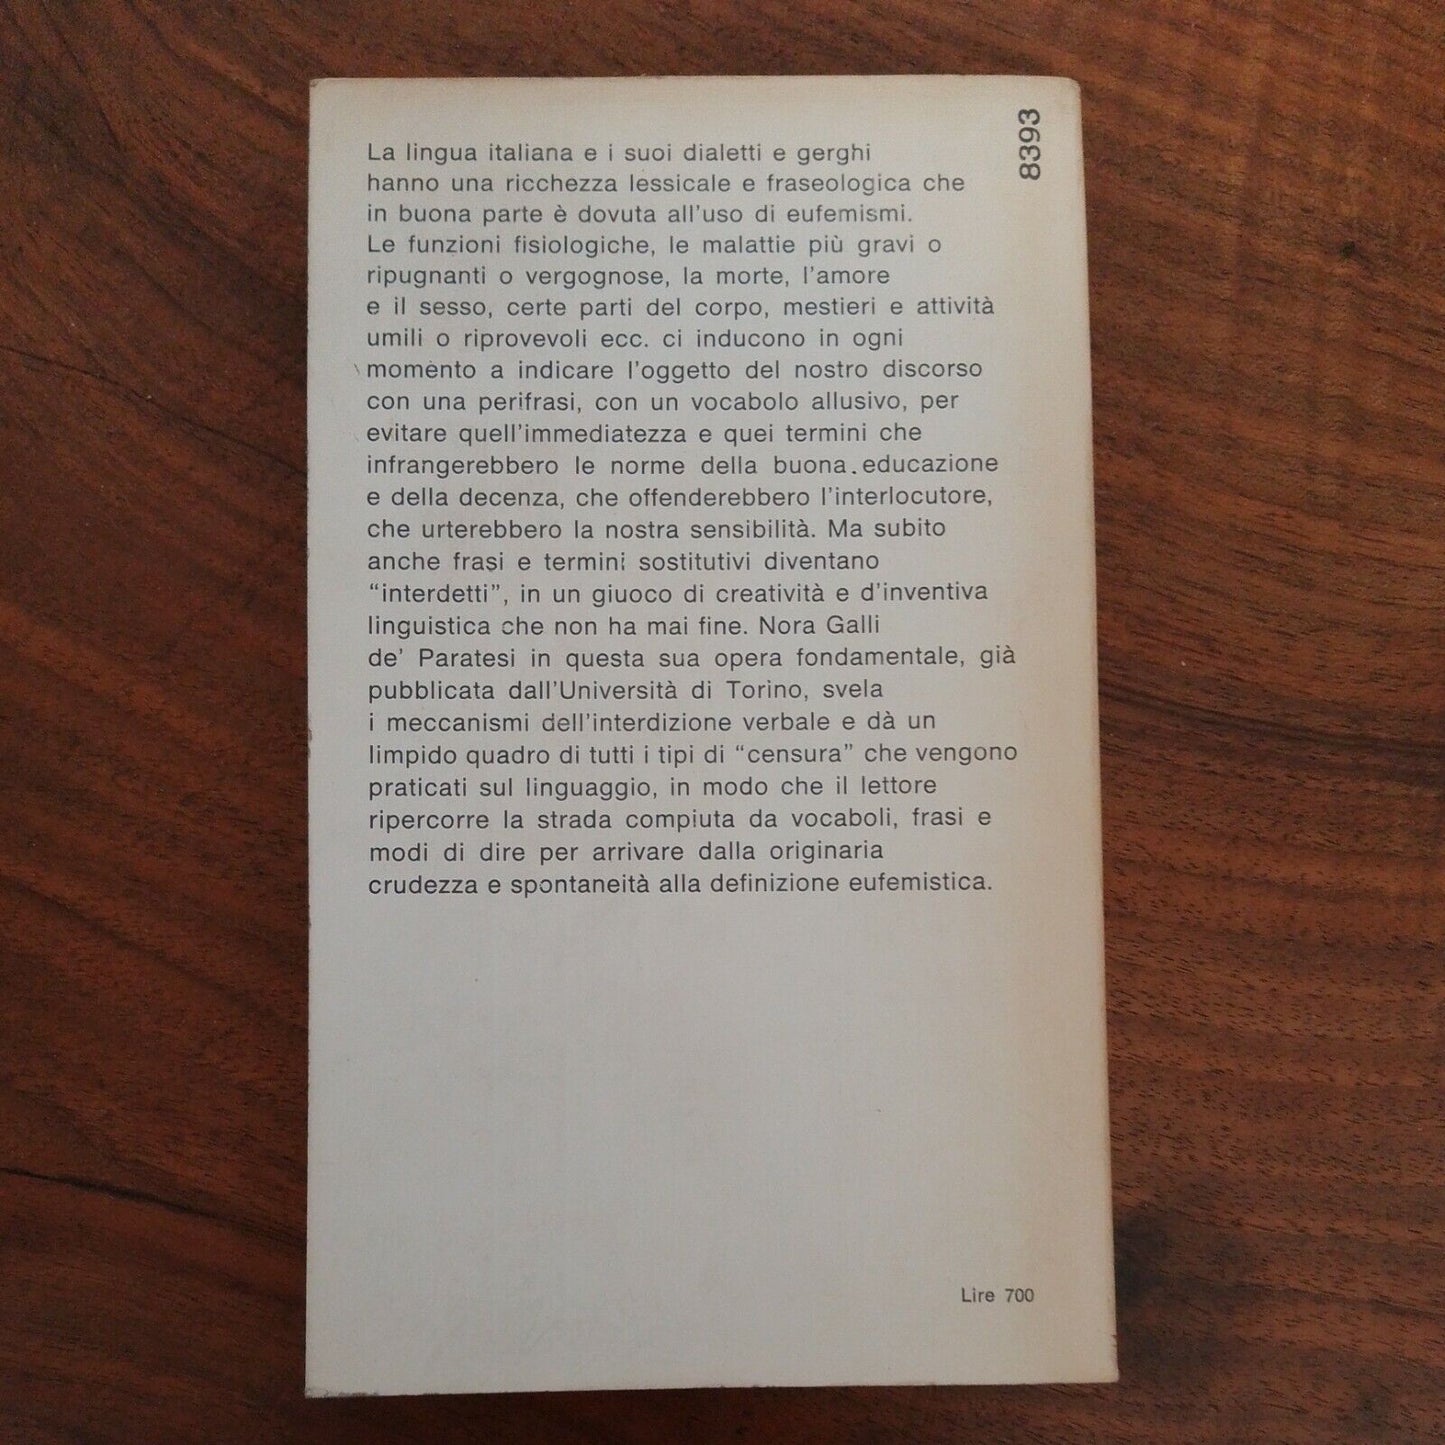 8393
La lingua italiana e i suoi dialetti e gerghi
hanno una ricchezza lessicale e fraseologica che
in buona parte è dovuta all'uso di eufemismi.
Le funzioni fisiologiche, le malattie più gravi o
ripugnanti o vergognose, la morte, l'amore
e il sesso, certe parti del corpo, mestieri e attività
umili o riprovevoli ecc. ci inducono in ogni
momento a indicare l'oggetto del nostro discorso
con una perifrasi, con un vocabolo allusivo, per
evitare quell'immediatezza e quei termini che
infrangerebbero le norme della buona educazione
e della decenza, che offenderebbero l'interlocutore,
che urterebbero la nostra sensibilità. Ma subito
anche frasi e termini sostitutivi diventano
“interdetti”, in un giuoco di creatività e d'inventiva
linguistica che non ha mai fine. Nora Galli
de' Paratesi in questa sua opera fondamentale, già
pubblicata dall'Università di Torino, svela
i meccanismi dell'interdizione verbale e dà un
limpido quadro di tutti i tipi di “censura” che vengono
praticati sul linguaggio, in modo che il lettore
ripercorre la strada compiuta da vocaboli, frasi e
modi di dire per arrivare dalla originaria
crudezza e spontaneità alla definizione eufemistica.
Lire 700